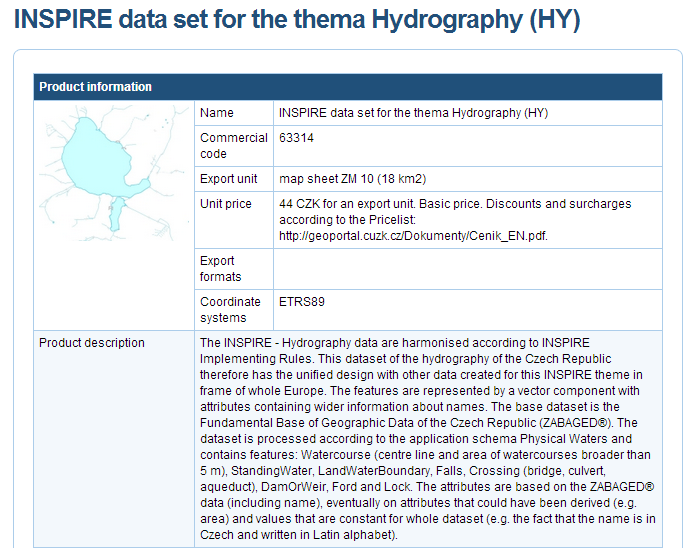 INSPIRE data set for the thema Hydrography (HY)
Product information
Name
INSPIRE data set for the thema Hydrography (HY)
Commercial
code
63314
Export unit
map sheet ZM 10 (18 km2)
Unit price
44 CZK for an export unit. Basic price. Discounts and surcharges
according to the Pricelist:
http://geoportal.cuzk.cz/Dokumenty/Cenik_EN.pdf.
Export
formats
Coordinate
systems
ETRS89
Product description
The INSPIRE - Hydrography data are harmonised according to INSPIRE
Implementing Rules. This dataset of the hydrography of the Czech Republic
therefore has the unified design with other data created for this INSPIRE theme in
frame of whole Europe. The features are represented by a vector component with
attributes containing wider information about names. The base dataset is the
Fundamental Base of Geographic Data of the Czech Republic (ZABAGED®). The
dataset is processed according to the application schema Physical Waters and
contains features: Watercourse (centre line and area of watercourses broader than
5 m), StandingWater, LandWaterBoundary, Falls, Crossing (bridge, culvert,
aqueduct), DamOrWeir, Ford and Lock. The attributes are based on the ZABAGED®
data (including name), eventually on attributes that could have been derived (e.g.
area) and values that are constant for whole dataset (e.g. the fact that the name is in
Czech and written in Latin alphabet).